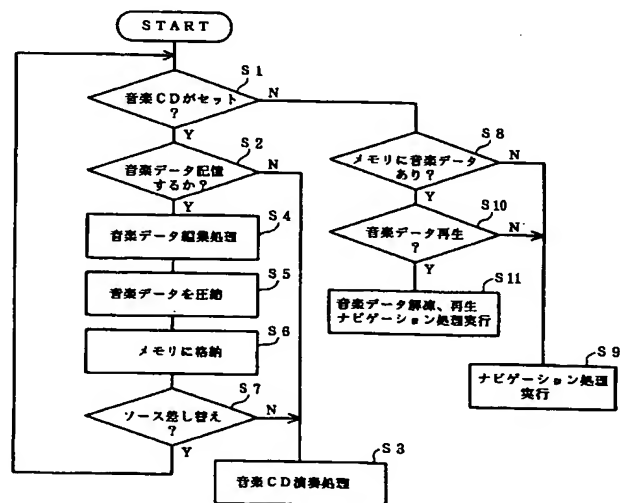 START
S1
音楽CDがセット
?
N
Y
S2
音楽データ記憶
するか?
N
Y
S4
音楽データ編集処理
S5
音楽データを圧縮
S6
メモリに格納
S7
ソース差し替え
?
N
Y
S3
音楽CD演奏処理
S8
メモリに音楽データ
あり?
N
Y
S10
音楽データ再生
?
N
Y
S11
音楽データ解凍、再生
ナビゲーション処理実行
S9
ナビゲーション処理
実行